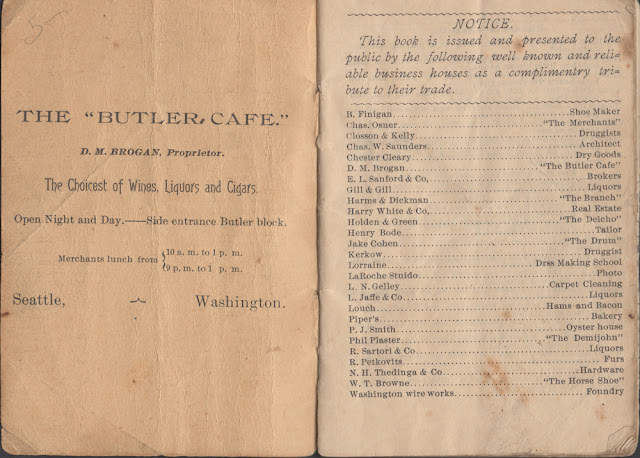 5
THE "BUTLER, CAFE."
D. M. BROGAN, Proprietor.
The Choicest of Wines, Liquors and Cigars.
Open Night and Day.——Side entrance Butler block.
Merchants lunch from { 10 a. m. to 1 p. m.
9 p. m. to 1 p. m.
Seattle, Washington.
NOTICE.
This book is issued and presented to the
public by the following well known and reli=
able business houses as a complimentry tri=
bute to their trade.
B. Finigan Shoe Maker
Chas, Osner "The Merchants"
Closson & Kelly Druggists
Chas. W. Saunders Architect
Chester Cleary Dry Goods
D. M. Brogan "The Butler Cafe"
E. L. Sanford & Co, Brokers
Gill & Gill Liquors
Harms & Dickman "The Branch"
Harry White & Co, Real Estate
Holden & Green "The Delcho"
Henry Bode Tailor
Jake Cohen "The Drum"
Kerkow Druggist
Lorraine Drss Making School
LaRoche Stuido Photo
L. N. Gelley Carpet Cleaning
L. Jaffe & Co Liquors
Louch Hams and Bacon
Piper's Bakery
P. J. Smith Oyster house
Phil Plaster "The Demijohn"
R. Sartori & Co Liquors
R. Petkovits Furs
N. H. Thedinga & Co Hardware
W. T. Browne "The Horse Shoe"
Washington wire works Foundry